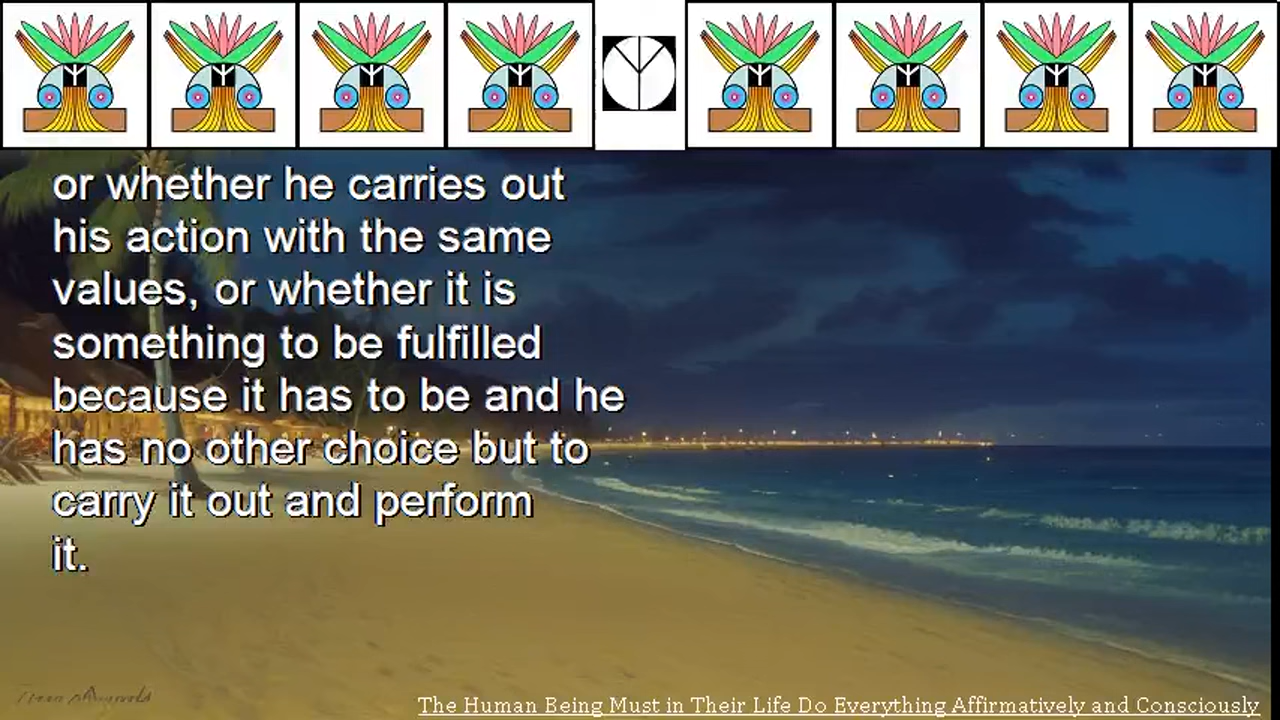 or whether he carries out
his action with the same
values, or whether it is
something to be fulfilled
because it has to be and he
has no other choice but to
carry it out and perform
it.
The Human Being Must in Their Life Do Everything Affirmatively and Consciously